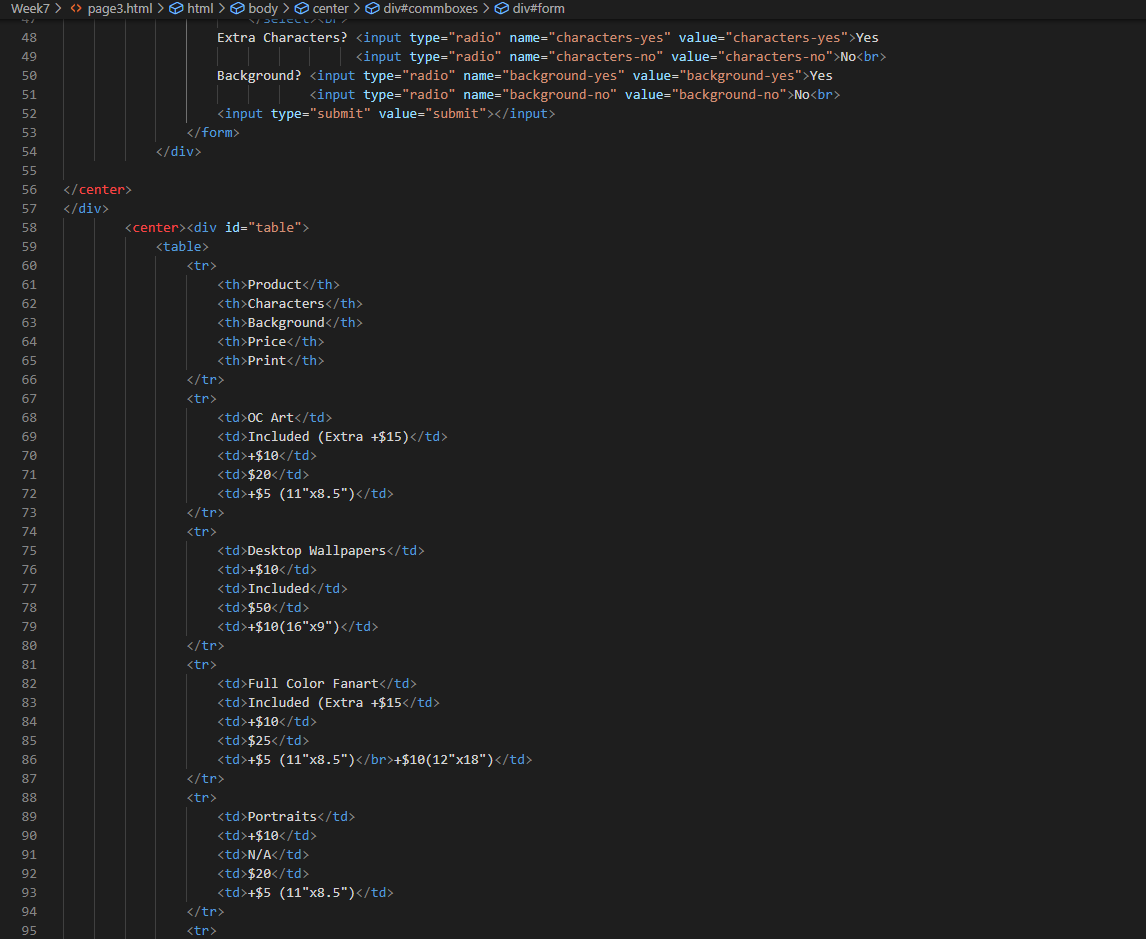 Week7 > <> page3.html > html > body > center > div#commboxes > div#form
47 </select><br>
48 Extra Characters? <input type="radio" name="characters-yes" value="characters-yes">Yes
49 <input type="radio" name="characters-no" value="characters-no">No<br>
50 Background? <input type="radio" name="background-yes" value="background-yes">Yes
51 <input type="radio" name="background-no" value="background-no">No<br>
52 <input type="submit" value="submit"></input>
53 </form>
54 </div>
55
56 </center>
57 </div>
58 <center><div id="table">
59 <table>
60 <tr>
61 <th>Product</th>
62 <th>Characters</th>
63 <th>Background</th>
64 <th>Price</th>
65 <th>Print</th>
66 </tr>
67 <tr>
68 <td>OC Art</td>
69 <td>Included (Extra +$15)</td>
70 <td>+$10</td>
71 <td>$20</td>
72 <td>+$5 (11"x8.5")</td>
73 </tr>
74 <tr>
75 <td>Desktop Wallpapers</td>
76 <td>+$10</td>
77 <td>Included</td>
78 <td>$50</td>
79 <td>+$10(16"x9")</td>
80 </tr>
81 <tr>
82 <td>Full Color Fanart</td>
83 <td>Included (Extra +$15</td>
84 <td>+$10</td>
85 <td>$25</td>
86 <td>+$5 (11"x8.5")</br>+$10(12"x18")</td>
87 </tr>
88 <tr>
89 <td>Portraits</td>
90 <td>+$10</td>
91 <td>N/A</td>
92 <td>$20</td>
93 <td>+$5 (11"x8.5")</td>
94 </tr>
95 <tr>